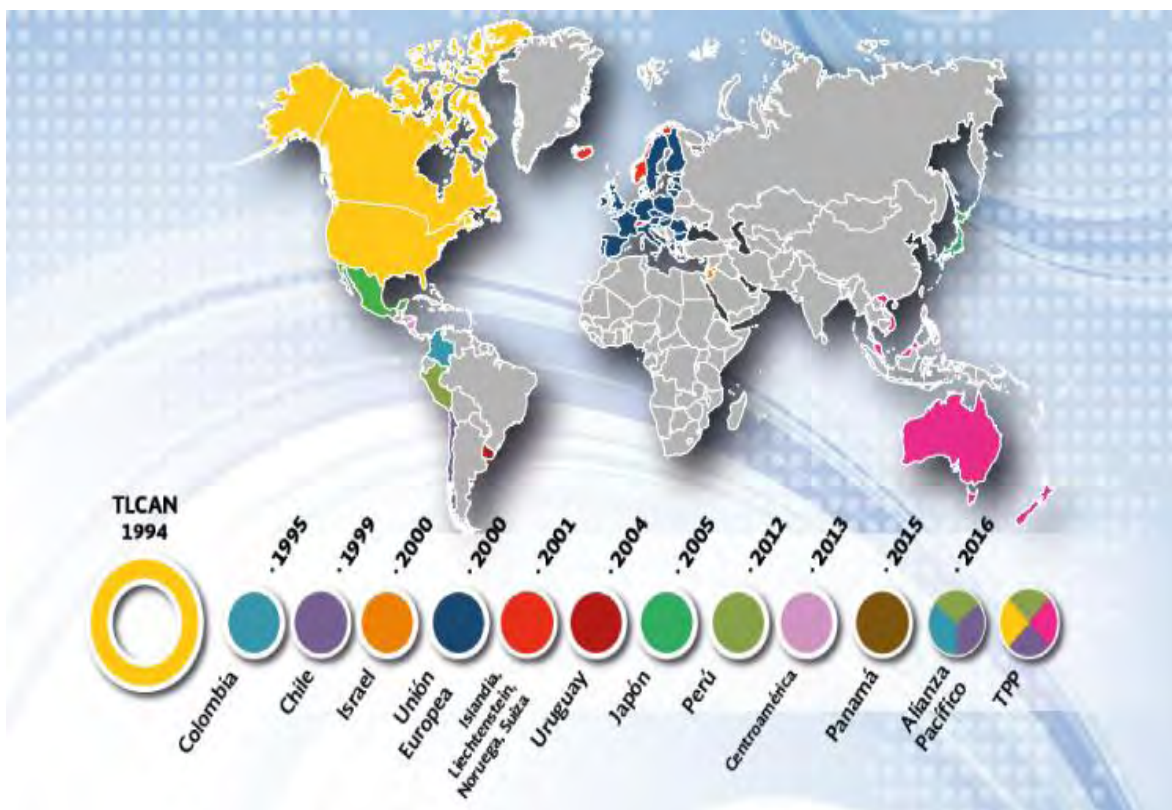 TLCAN
1994
· 1995
· 1999
· 2000
· 2000
· 2001
· 2004
· 2005
· 2012
· 2013
· 2015
· 2016
Colombia
Chile
Israel
Unión
Europea
Islandia,
Liechtenstein,
Noruega, Suiza
Uruguay
Japón
Perú
Centroamérica
Panamá
Alianza
Pacífico
TPP